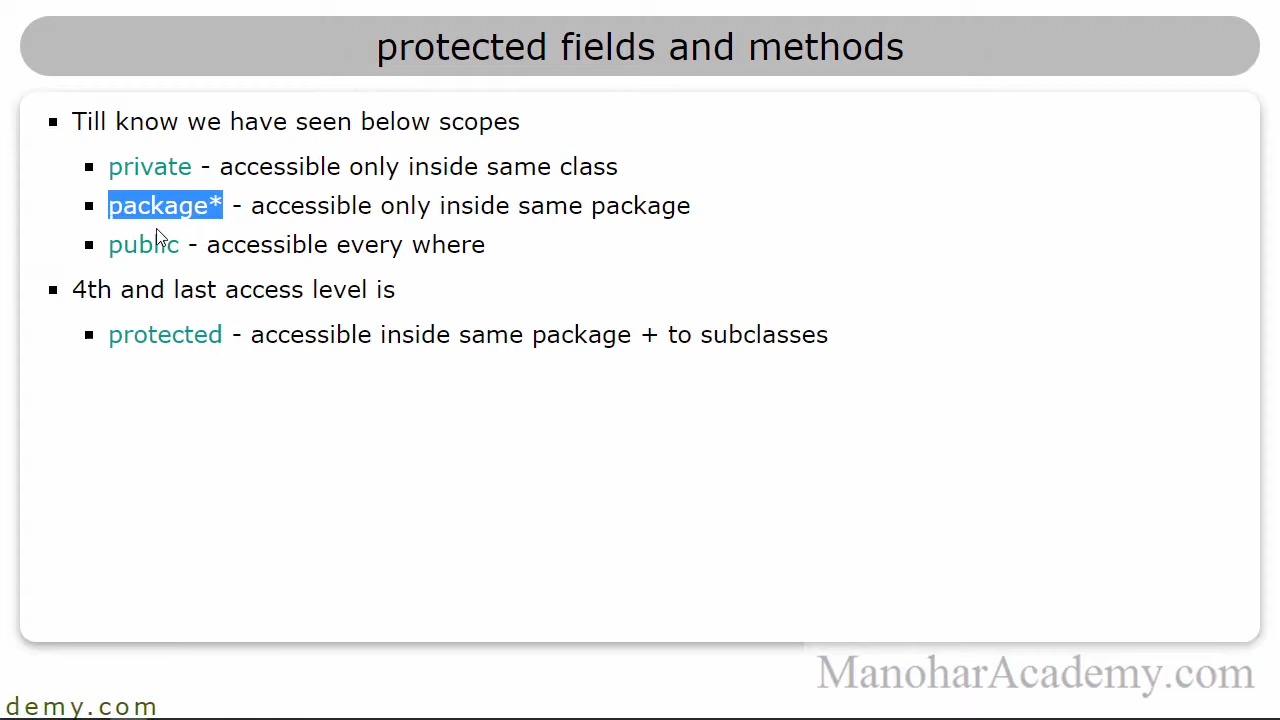 protected fields and methods
Till know we have seen below scopes
private - accessible only inside same class
package* - accessible only inside same package
public - accessible every where
4th and last access level is
protected - accessible inside same package + to subclasses
ManoharAcademy.com
demy.com